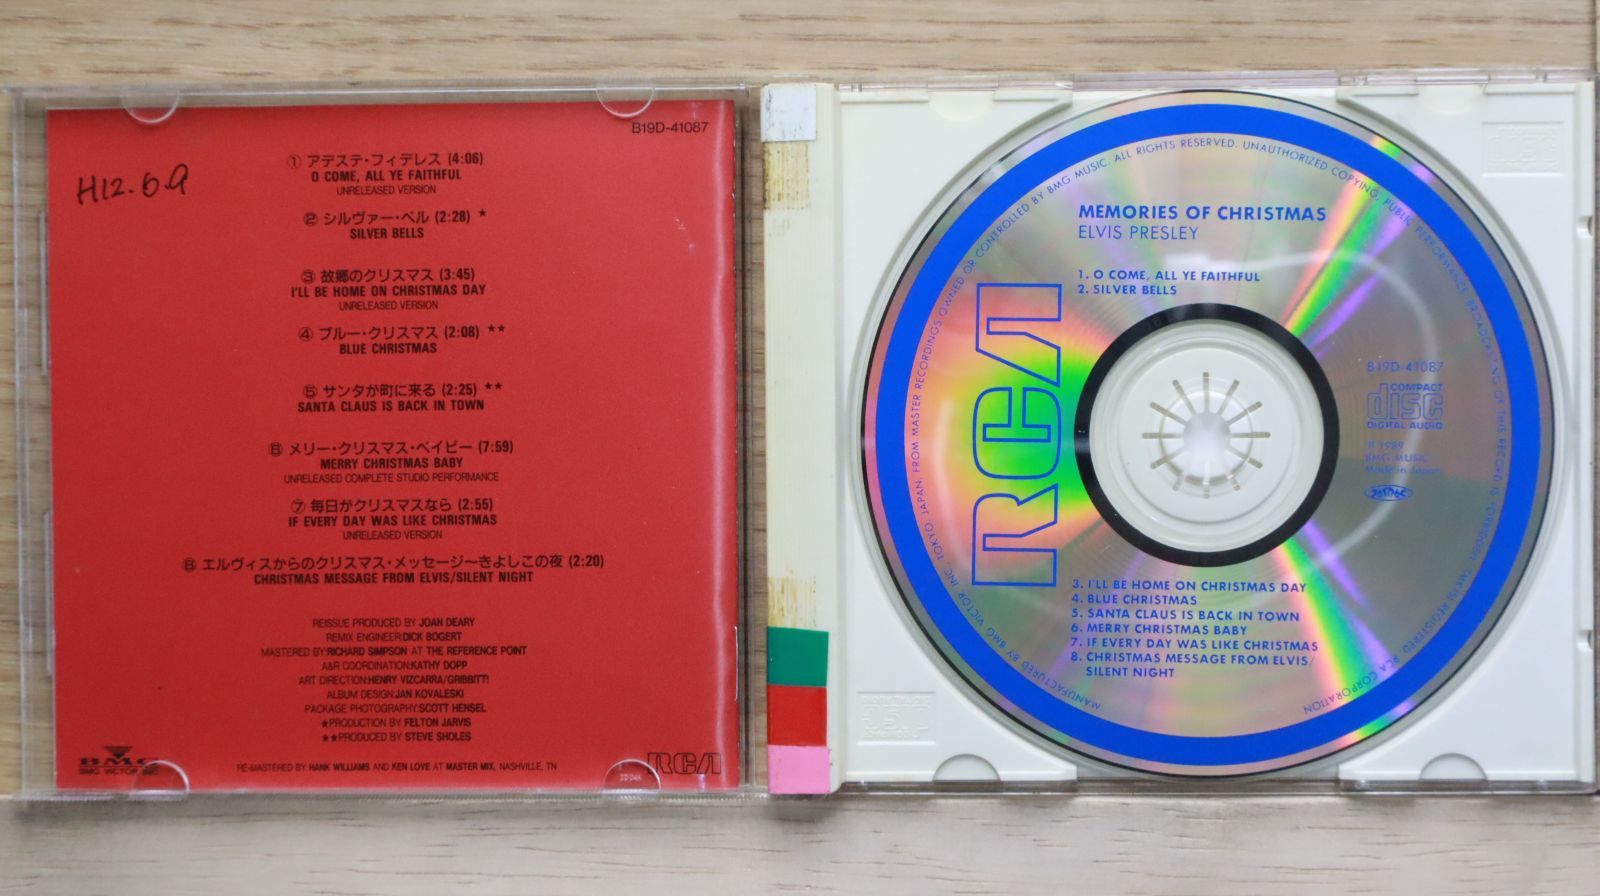 B19D-41087
H12.6.9
① アデステ・フィデレス (4:06)
O COME, ALL YE FAITHFUL
UNRELEASED VERSION
② シルヴァー・ベル (2:28) ★
SILVER BELLS
③ 故郷のクリスマス (3:45)
I'LL BE HOME ON CHRISTMAS DAY
UNRELEASED VERSION
④ ブルー・クリスマス (2:08) ★★
BLUE CHRISTMAS
⑤ サンタが町に来る (2:25) ★★
SANTA CLAUS IS BACK IN TOWN
⑥ メリー・クリスマス・ベイビー (7:59)
MERRY CHRISTMAS BABY
UNRELEASED COMPLETE STUDIO PERFORMANCE
⑦ 毎日がクリスマスなら (2:55)
IF EVERY DAY WAS LIKE CHRISTMAS
UNRELEASED VERSION
⑧ エルヴィスからのクリスマス・メッセージ〜きよしこの夜 (2:20)
CHRISTMAS MESSAGE FROM ELVIS/SILENT NIGHT
REISSUE PRODUCED BY JOAN DEARY
REMIX ENGINEER:DICK BOGERT
MASTERED BY:RICHARD SIMPSON AT THE REFERENCE POINT
A&R COORDINATION:KATHY DOPP
ART DIRECTION:HENRY VIZCARRA/GRIBBITT!
ALBUM DESIGN:JAN KOVALESKI
PACKAGE PHOTOGRAPHY:SCOTT HENSEL
★PRODUCTION BY FELTON JARVIS
★★PRODUCED BY STEVE SHOLES
BMG
BMG VICTOR INC.
RE-MASTERED BY HANK WILLIAMS AND KEN LOVE AT MASTER MIX, NASHVILLE, TN
RCA
MEMORIES OF CHRISTMAS
ELVIS PRESLEY
1. O COME, ALL YE FAITHFUL
2. SILVER BELLS
RCA
B19D-41087
COMPACT
disc
DIGITAL AUDIO
℗ 1989
BMG MUSIC
Made in Japan
3. I'LL BE HOME ON CHRISTMAS DAY
4. BLUE CHRISTMAS
5. SANTA CLAUS IS BACK IN TOWN
6. MERRY CHRISTMAS BABY
7. IF EVERY DAY WAS LIKE CHRISTMAS
8. CHRISTMAS MESSAGE FROM ELVIS/
SILENT NIGHT
MANUFACTURED BY BMG VICTOR INC. TOKYO, JAPAN, FROM MASTER RECORDINGS OWNED OR CONTROLLED BY BMG MUSIC. ALL RIGHTS RESERVED. UNAUTHORIZED COPYING, PUBLIC PERFORMANCE, BROADCASTING OF THIS RECORD IS FORBIDDEN. TMK(S) REGISTERED. RCA CORPORATION